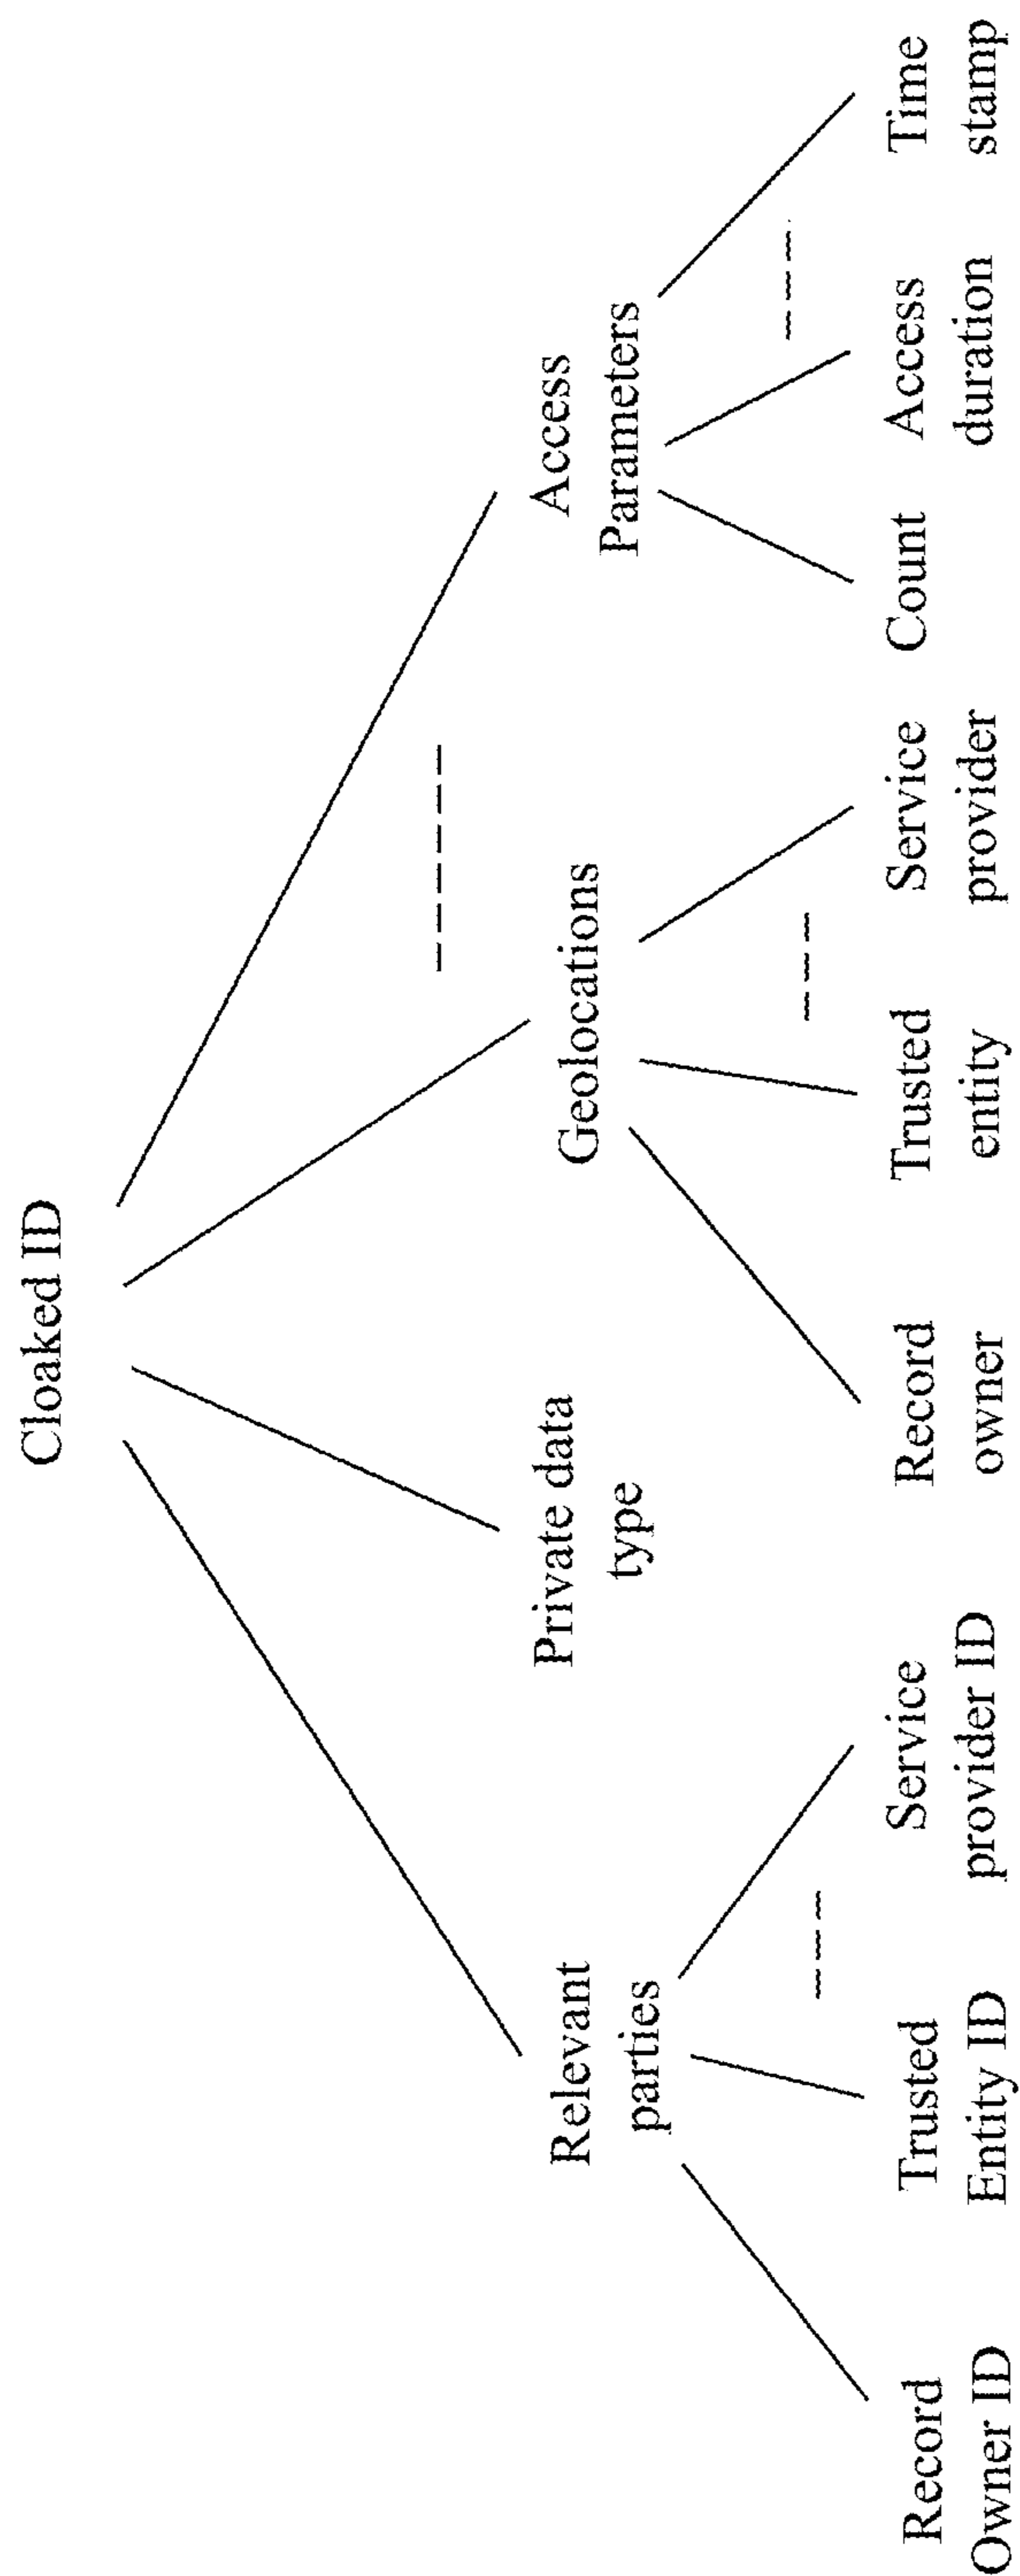 Cloaked ID
Relevant
parties
Private data
type
Geolocations
Access
Parameters
Record
Owner ID
Trusted
Entity ID
Service
provider ID
Record
owner
Trusted
entity
Service
provider
Count
Access
duration
Time
stamp